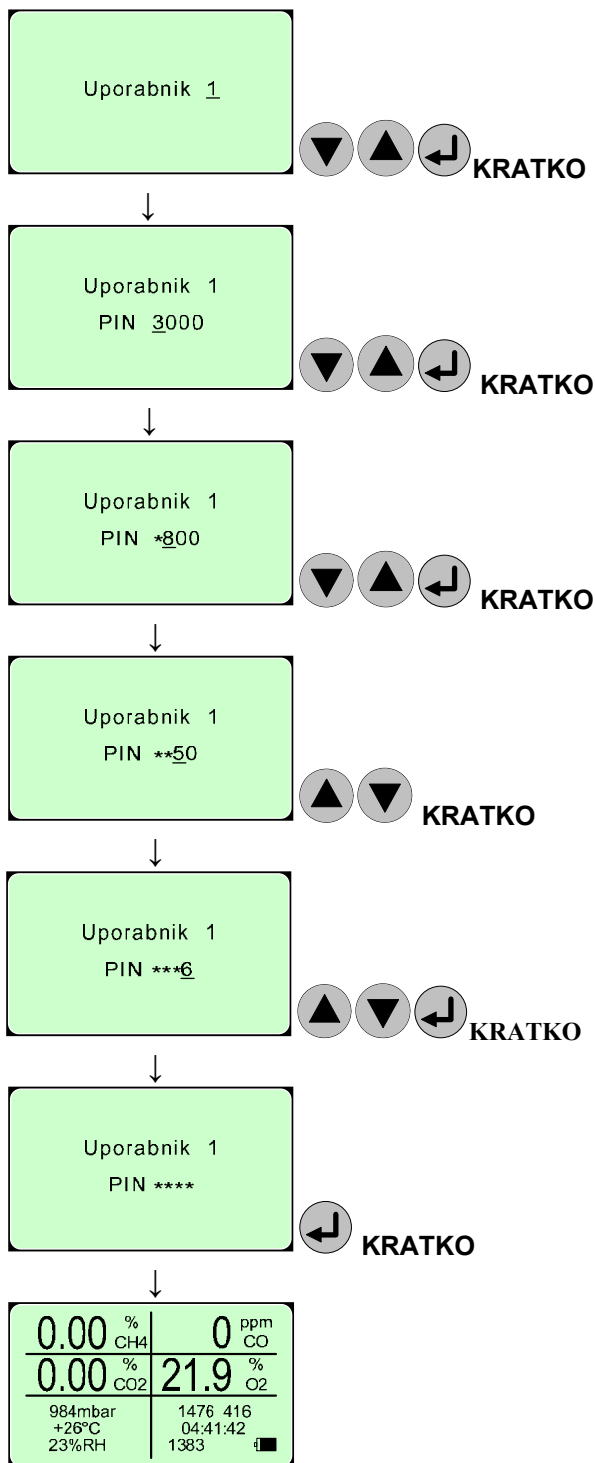 Uporabnik 1
KRATKO
↓
Uporabnik 1
PIN 3000
KRATKO
↓
Uporabnik 1
PIN *800
KRATKO
↓
Uporabnik 1
PIN **50
KRATKO
↓
Uporabnik 1
PIN ***6
KRATKO
↓
Uporabnik 1
PIN ****
KRATKO
↓
0.00 % CH4 0 ppm CO
0.00 % CO2 21.9 % O2
984mbar 1476 416
+26°C 04:41:42
23%RH 1383